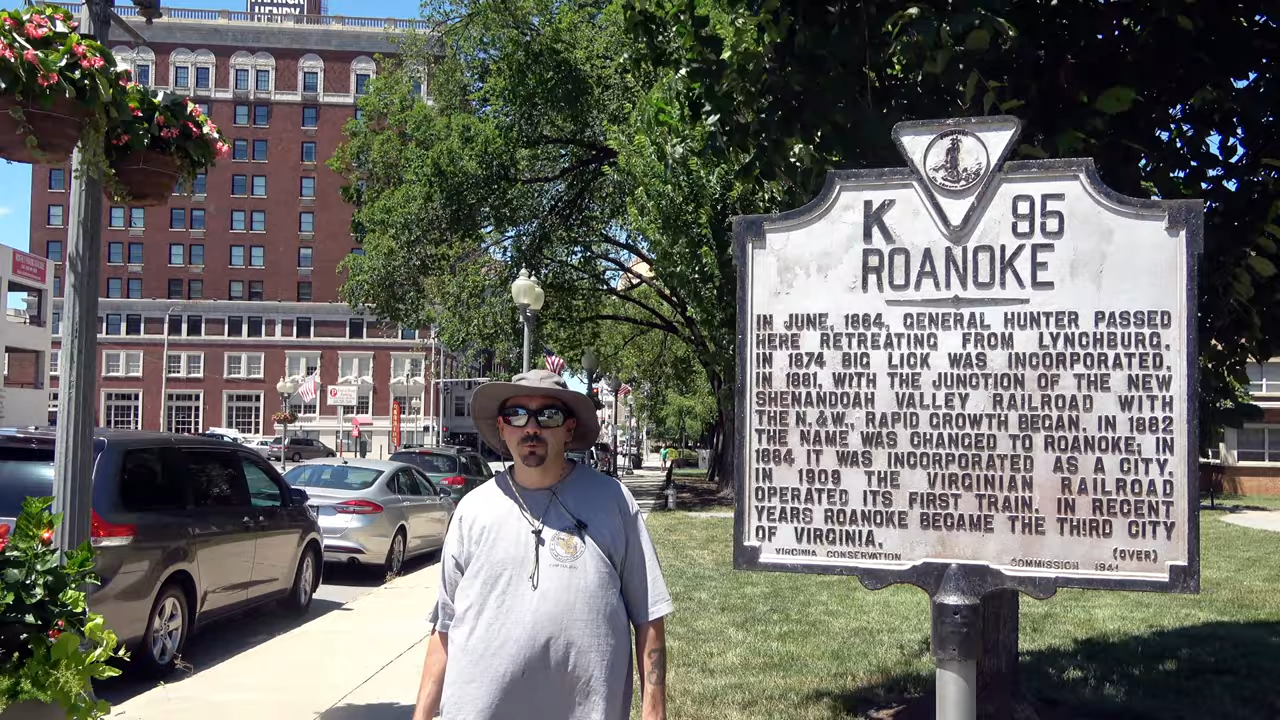 PATRICK
HENRY
K 95
ROANOKE
IN JUNE, 1864, GENERAL HUNTER PASSED
HERE RETREATING FROM LYNCHBURG.
IN 1874 BIG LICK WAS INCORPORATED.
IN 1881, WITH THE JUNCTION OF THE NEW
SHENANDOAH VALLEY RAILROAD WITH
THE N. & W., RAPID GROWTH BEGAN. IN 1882
THE NAME WAS CHANGED TO ROANOKE; IN
1884 IT WAS INCORPORATED AS A CITY.
IN 1909 THE VIRGINIAN RAILROAD
OPERATED ITS FIRST TRAIN. IN RECENT
YEARS ROANOKE BECAME THE THIRD CITY
OF VIRGINIA.
(OVER)
VIRGINIA CONSERVATION COMMISSION 1941